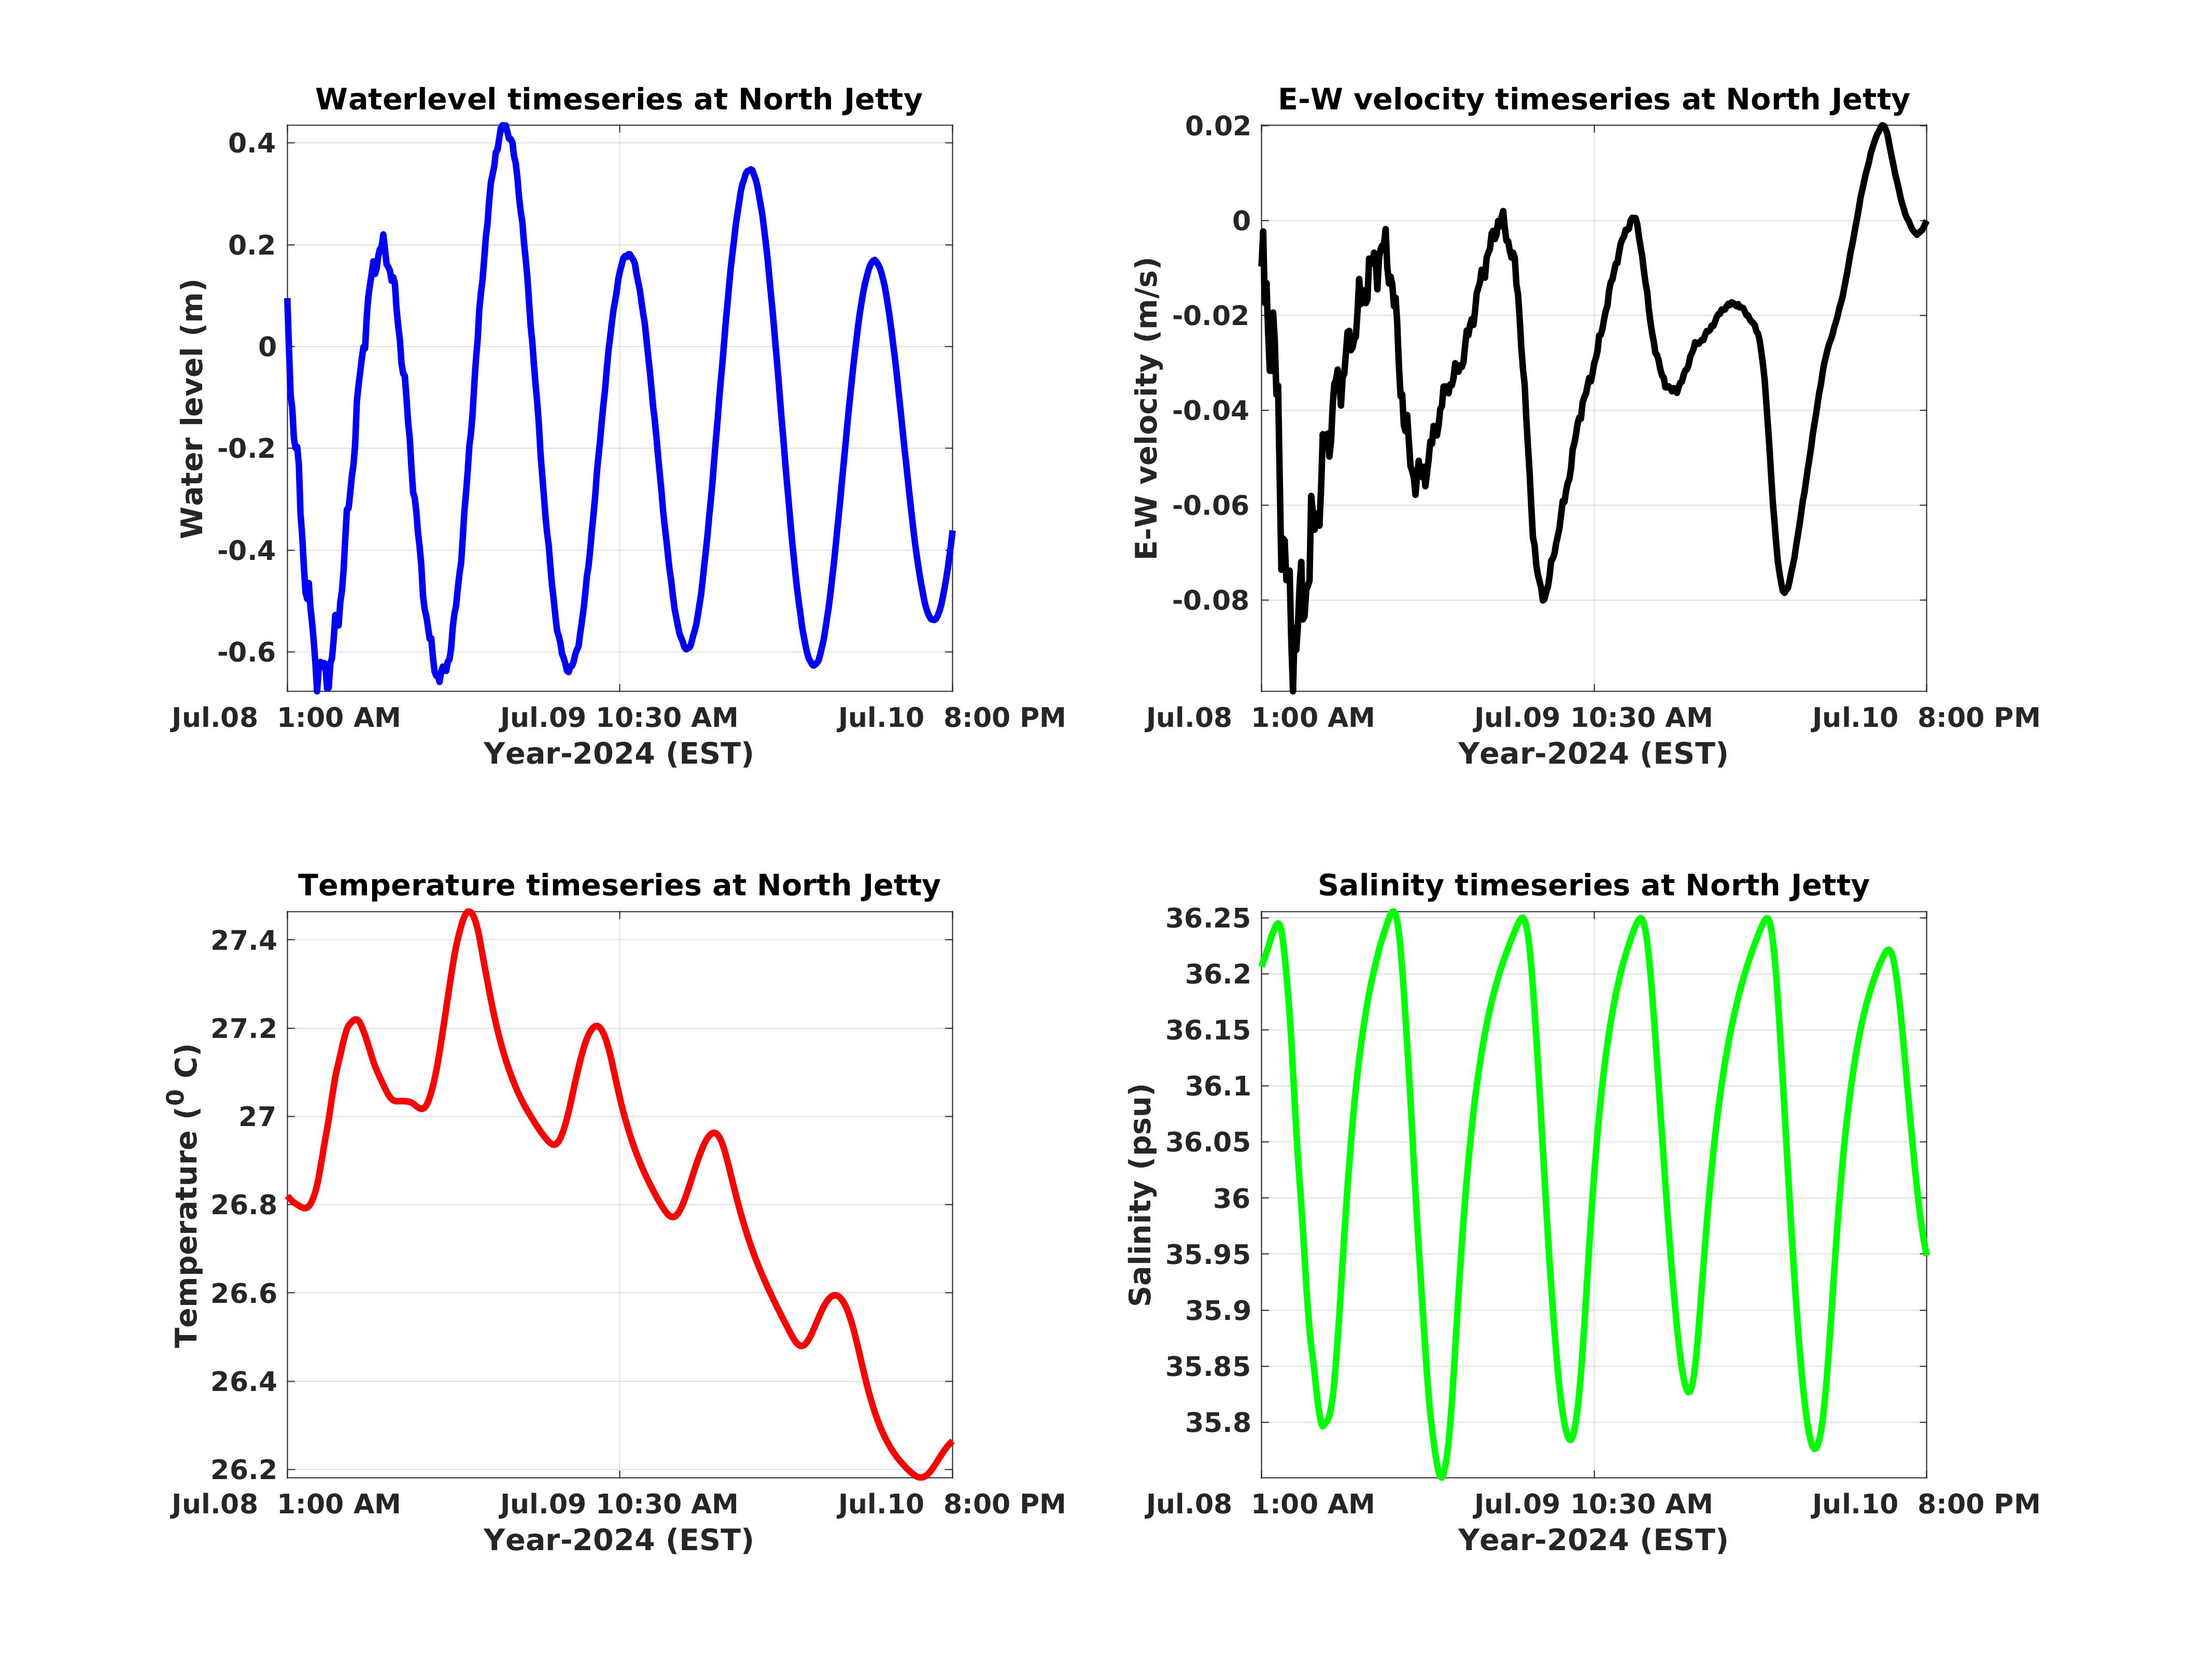 Waterlevel timeseries at North Jetty
0.4
0.2
0
-0.2
-0.4
-0.6
Water level (m)
Jul.08  1:00 AM
Jul.09 10:30 AM
Jul.10  8:00 PM
Year-2024 (EST)
E-W velocity timeseries at North Jetty
0.02
0
-0.02
-0.04
-0.06
-0.08
E-W velocity (m/s)
Jul.08  1:00 AM
Jul.09 10:30 AM
Jul.10  8:00 PM
Year-2024 (EST)
Temperature timeseries at North Jetty
27.4
27.2
27
26.8
26.6
26.4
26.2
Temperature (⁰ C)
Jul.08  1:00 AM
Jul.09 10:30 AM
Jul.10  8:00 PM
Year-2024 (EST)
Salinity timeseries at North Jetty
36.25
36.2
36.15
36.1
36.05
36
35.95
35.9
35.85
35.8
Salinity (psu)
Jul.08  1:00 AM
Jul.09 10:30 AM
Jul.10  8:00 PM
Year-2024 (EST)